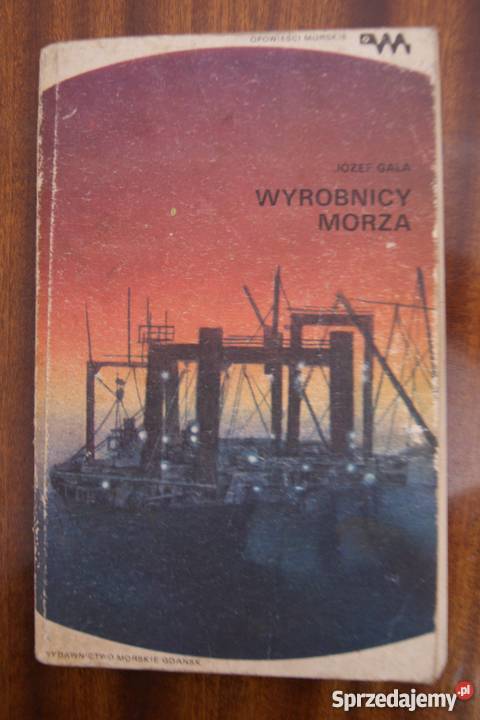 OPOWIEŚCI MORSKIE
JÓZEF GALA
WYROBNICY
MORZA
WYDAWNICTWO MORSKIE GDAŃSK
Sprzedajemy.pl